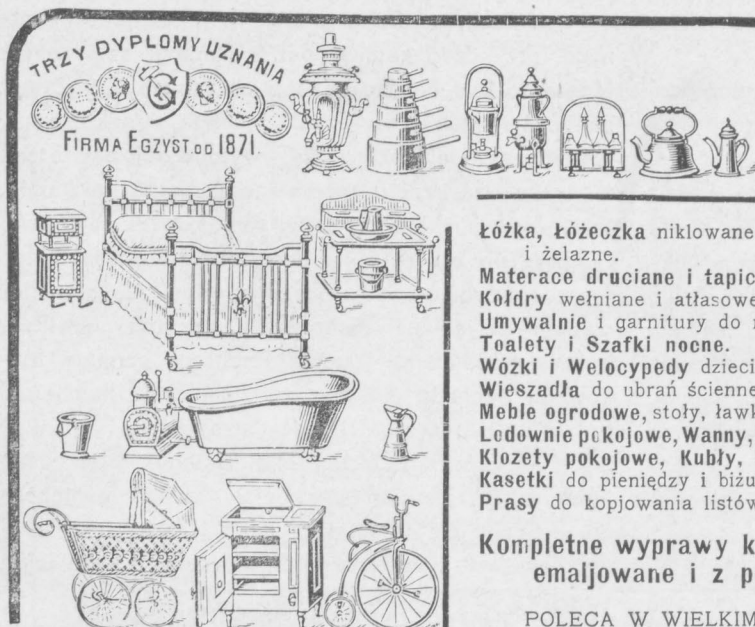 TRZY DYPLOMY UZNANIA
FIRMA EGZYST. OD 1871.
Łóżka, Łóżeczka niklowane
i żelazne.
Materace druciane i tapic
Kołdry wełniane i atłasowe
Umywalnie i garnitury do
Toalety i Szafki nocne.
Wózki i Welocypedy dzieci
Wieszadła do ubrań ścienne
Meble ogrodowe, stoły, ławk
Lodownie pokojowe, Wanny,
Klozety pokojowe, Kubły,
Kasetki do pieniędzy i biżu
Prasy do kopjowania listów
Kompletne wyprawy k
emaljowane i z p
POLECA W WIELKIM